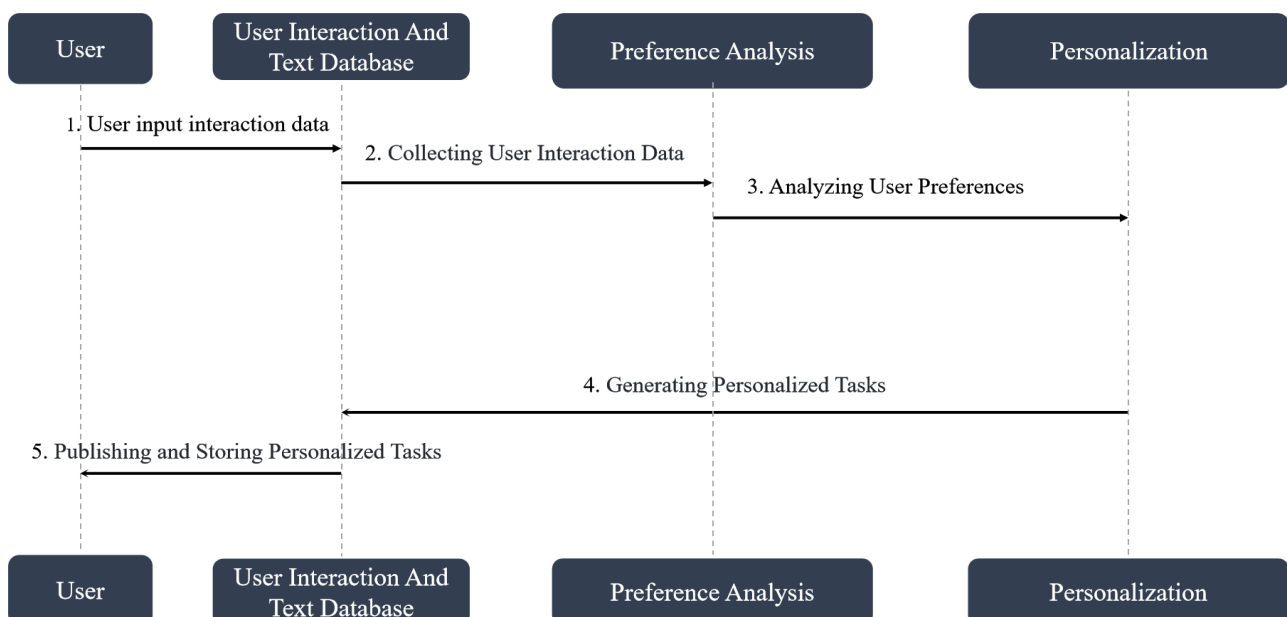 User
User Interaction And
Text Database
Preference Analysis
Personalization
1. User input interaction data
2. Collecting User Interaction Data
3. Analyzing User Preferences
4. Generating Personalized Tasks
5. Publishing and Storing Personalized Tasks
User
User Interaction And
Text Database
Preference Analysis
Personalization